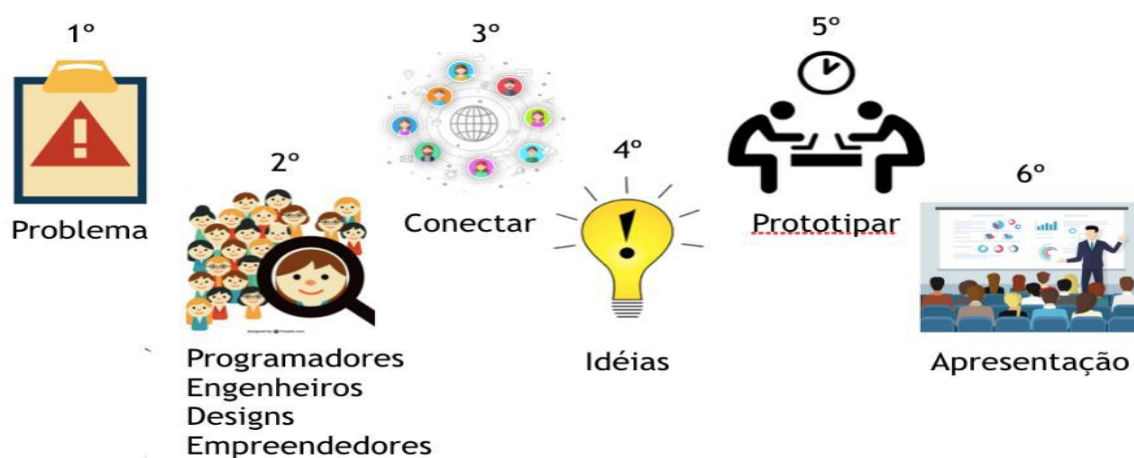 1º
Problema
2º
Programadores
Engenheiros
Designs
Empreendedores
3º
Conectar
4º
Idéias
5º
Prototipar
6º
Apresentação